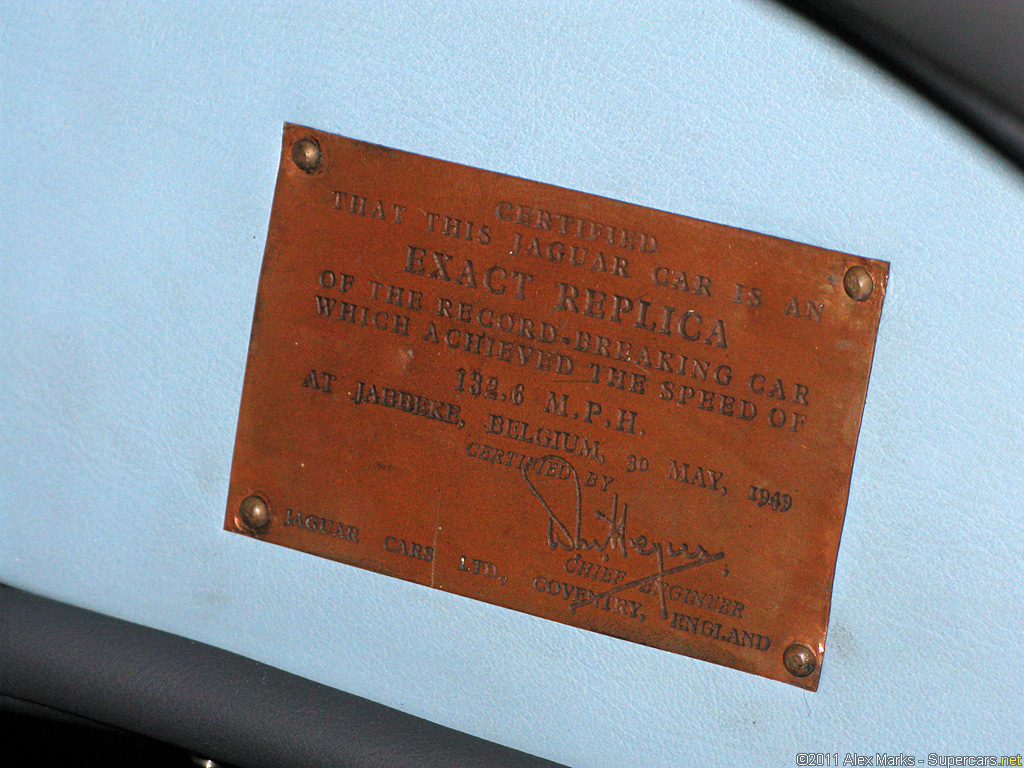 CERTIFIED
THAT THIS JAGUAR CAR IS AN
EXACT REPLICA
OF THE RECORD-BREAKING CAR
WHICH ACHIEVED THE SPEED OF
132.6 M.P.H.
AT JABBEKE, BELGIUM, 30 MAY, 1949
CERTIFIED BY
CHIEF ENGINEER
JAGUAR CARS LTD., COVENTRY, ENGLAND
©2011 Alex Marks - Supercars.net